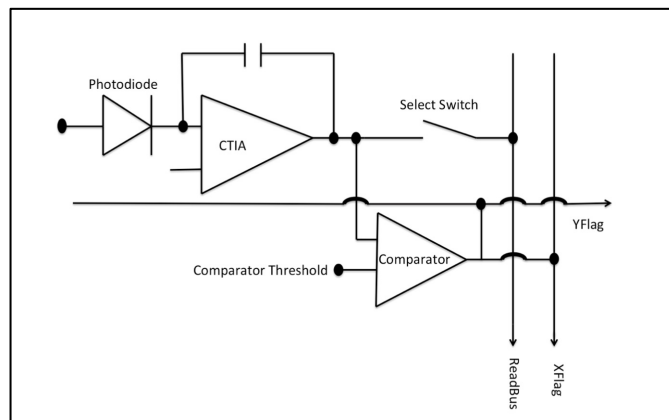 Photodiode
Select Switch
CTIA
YFlag
Comparator
Comparator Threshold
ReadBus
XFlag